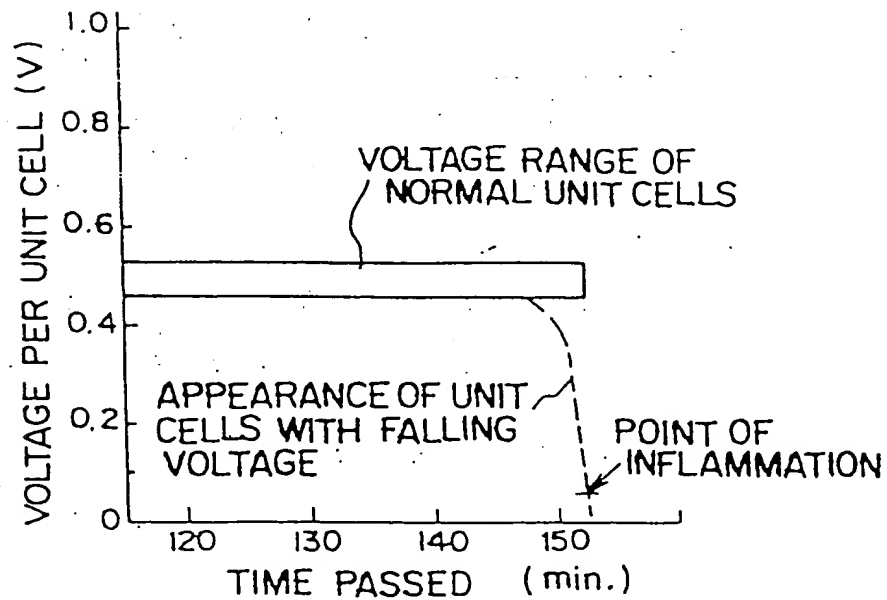 VOLTAGE PER UNIT CELL (V)
1.0
0.8
0.6
0.4
0.2
0
VOLTAGE RANGE OF
NORMAL UNIT CELLS
APPEARANCE OF UNIT
CELLS WITH FALLING
VOLTAGE
POINT OF
INFLAMMATION
120 130 140 150
TIME PASSED (min.)